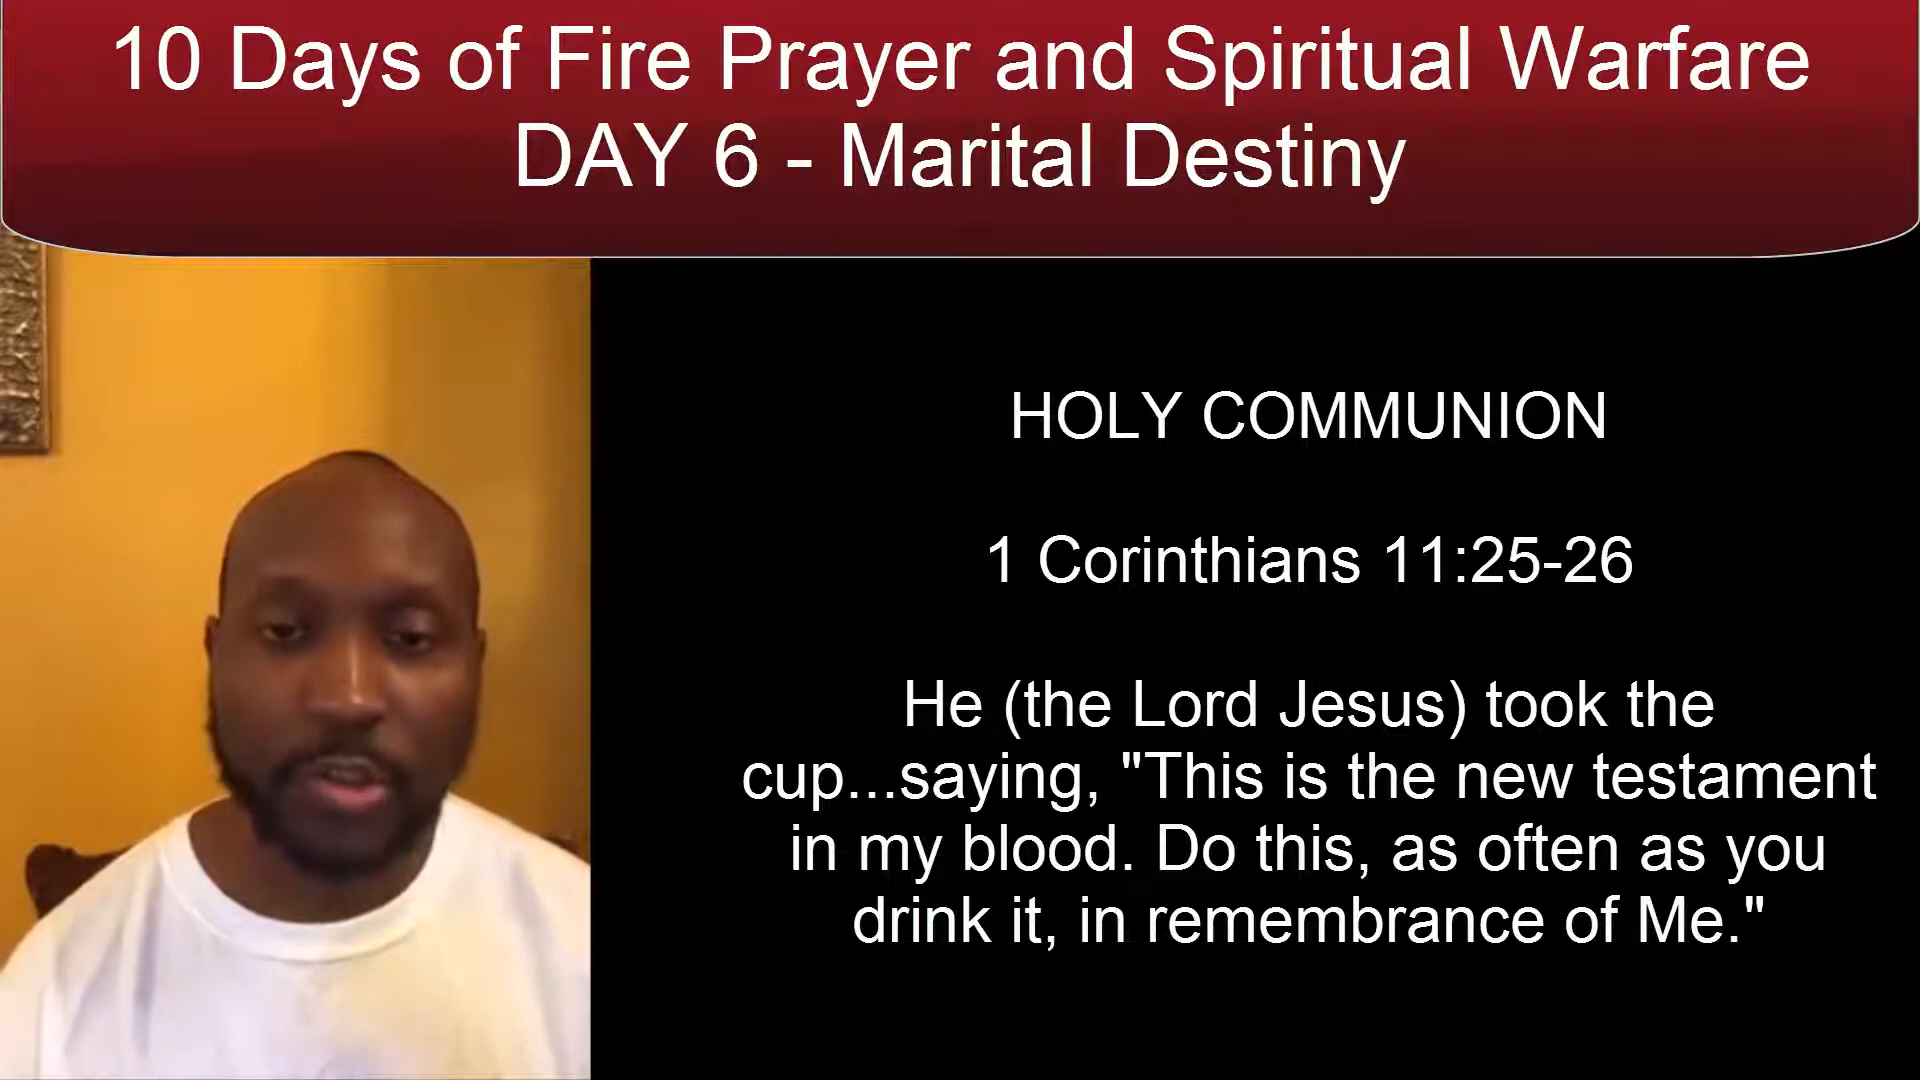 10 Days of Fire Prayer and Spiritual Warfare
DAY 6 - Marital Destiny
HOLY COMMUNION
1 Corinthians 11:25-26
He (the Lord Jesus) took the
cup...saying, "This is the new testament
in my blood. Do this, as often as you
drink it, in remembrance of Me."